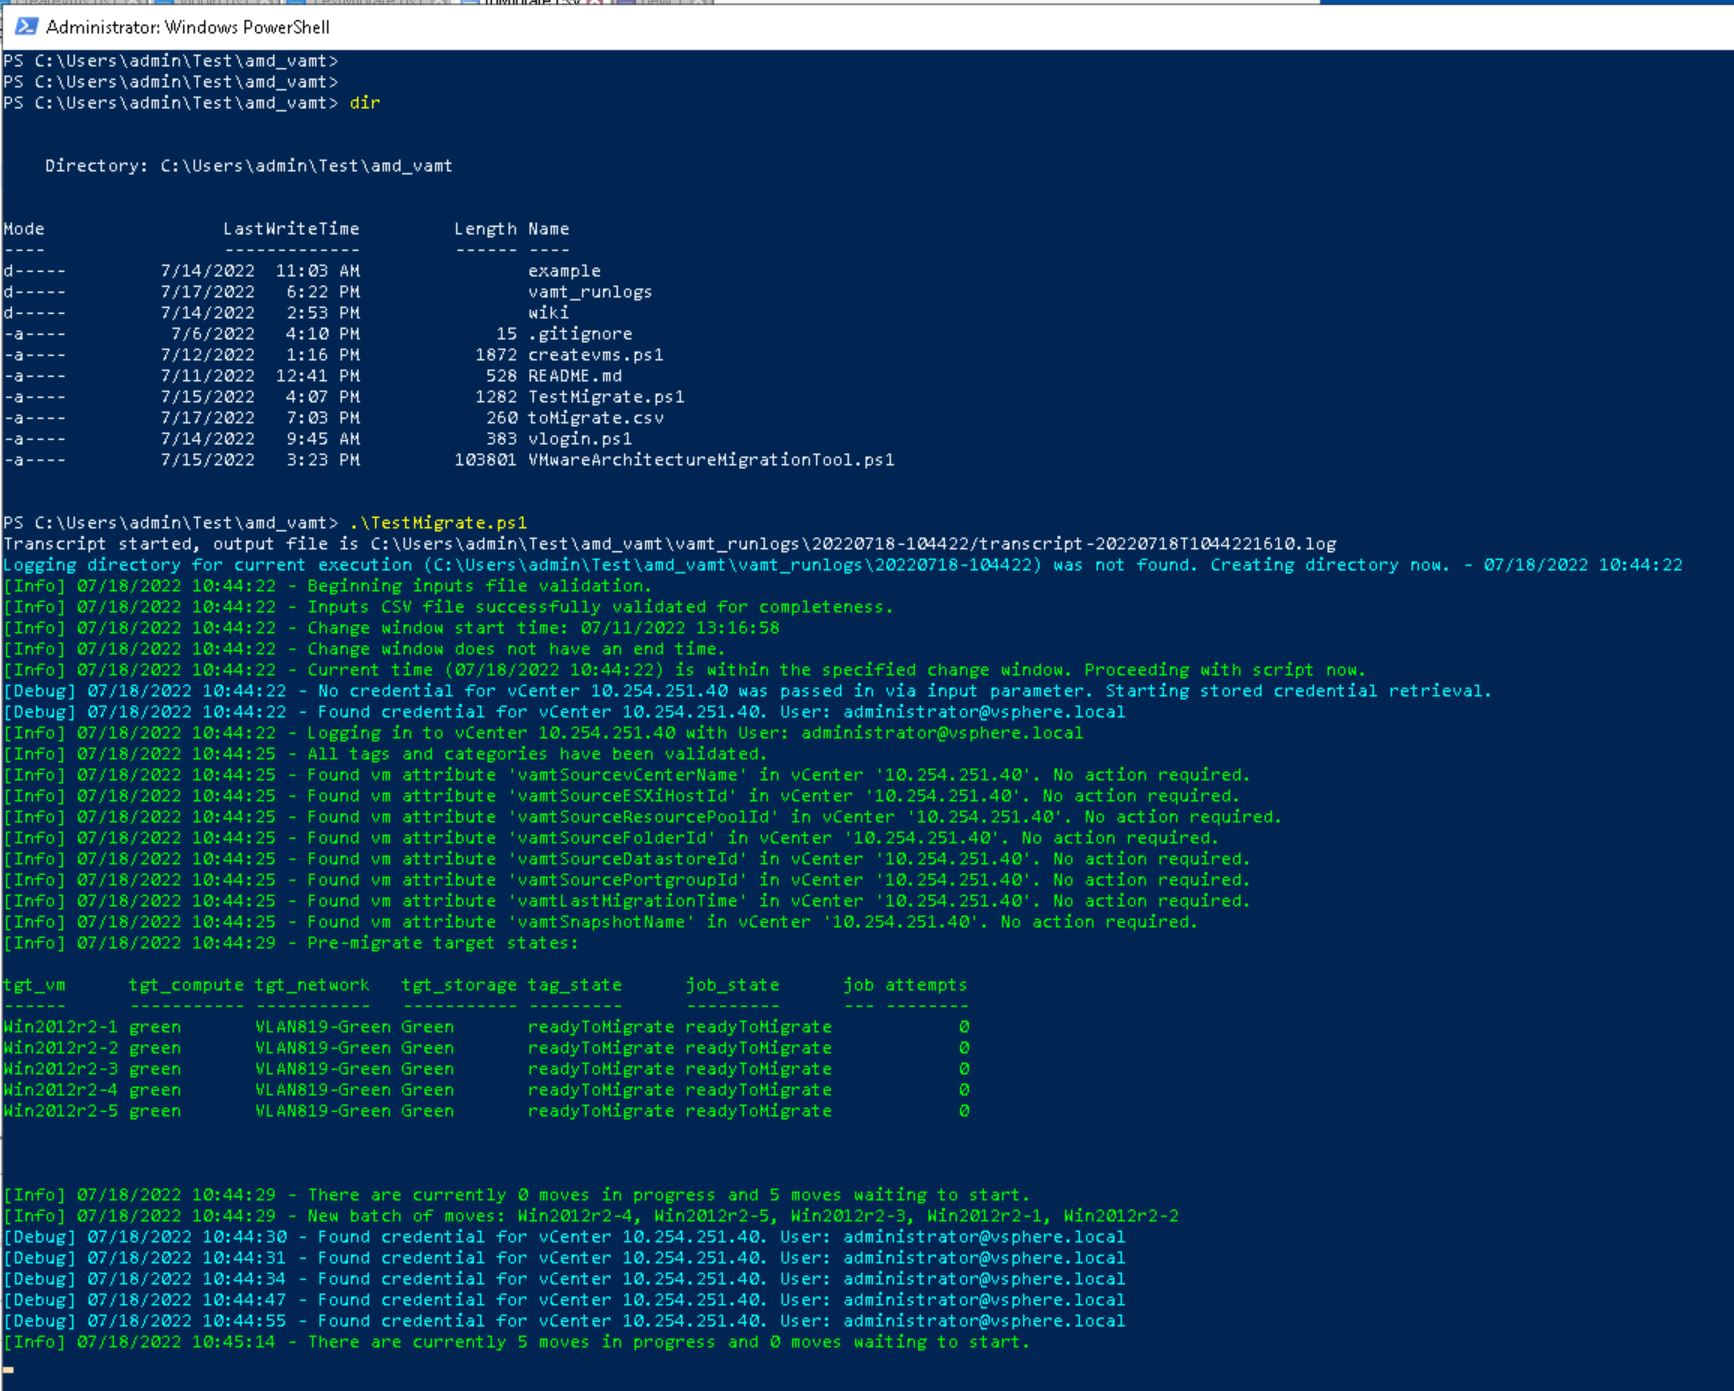 toMigrate.csv
new 1
Administrator: Windows PowerShell
PS C:\Users\admin\Test\amd_vamt>
PS C:\Users\admin\Test\amd_vamt>
PS C:\Users\admin\Test\amd_vamt> dir
Directory: C:\Users\admin\Test\amd_vamt
Mode LastWriteTime Length Name
---- ------------- ------ ----
d----- 7/14/2022 11:03 AM example
d----- 7/17/2022 6:22 PM vamt_runlogs
d----- 7/14/2022 2:53 PM wiki
-a---- 7/6/2022 4:10 PM 15 .gitignore
-a---- 7/12/2022 1:16 PM 1872 createvms.ps1
-a---- 7/11/2022 12:41 PM 528 README.md
-a---- 7/15/2022 4:07 PM 1282 TestMigrate.ps1
-a---- 7/17/2022 7:03 PM 260 toMigrate.csv
-a---- 7/14/2022 9:45 AM 383 vlogin.ps1
-a---- 7/15/2022 3:23 PM 103801 VMwareArchitectureMigrationTool.ps1
PS C:\Users\admin\Test\amd_vamt> .\TestMigrate.ps1
Transcript started, output file is C:\Users\admin\Test\amd_vamt\vamt_runlogs\20220718-104422/transcript-20220718T1044221610.log
Logging directory for current execution (C:\Users\admin\Test\amd_vamt\vamt_runlogs\20220718-104422) was not found. Creating directory now. - 07/18/2022 10:44:22
[Info] 07/18/2022 10:44:22 - Beginning inputs file validation.
[Info] 07/18/2022 10:44:22 - Inputs CSV file successfully validated for completeness.
[Info] 07/18/2022 10:44:22 - Change window start time: 07/11/2022 13:16:58
[Info] 07/18/2022 10:44:22 - Change window does not have an end time.
[Info] 07/18/2022 10:44:22 - Current time (07/18/2022 10:44:22) is within the specified change window. Proceeding with script now.
[Debug] 07/18/2022 10:44:22 - No credential for vCenter 10.254.251.40 was passed in via input parameter. Starting stored credential retrieval.
[Debug] 07/18/2022 10:44:22 - Found credential for vCenter 10.254.251.40. User: administrator@vsphere.local
[Info] 07/18/2022 10:44:22 - Logging in to vCenter 10.254.251.40 with User: administrator@vsphere.local
[Info] 07/18/2022 10:44:25 - All tags and categories have been validated.
[Info] 07/18/2022 10:44:25 - Found vm attribute 'vamtSourcevCenterName' in vCenter '10.254.251.40'. No action required.
[Info] 07/18/2022 10:44:25 - Found vm attribute 'vamtSourceESXiHostId' in vCenter '10.254.251.40'. No action required.
[Info] 07/18/2022 10:44:25 - Found vm attribute 'vamtSourceResourcePoolId' in vCenter '10.254.251.40'. No action required.
[Info] 07/18/2022 10:44:25 - Found vm attribute 'vamtSourceFolderId' in vCenter '10.254.251.40'. No action required.
[Info] 07/18/2022 10:44:25 - Found vm attribute 'vamtSourceDatastoreId' in vCenter '10.254.251.40'. No action required.
[Info] 07/18/2022 10:44:25 - Found vm attribute 'vamtSourcePortgroupId' in vCenter '10.254.251.40'. No action required.
[Info] 07/18/2022 10:44:25 - Found vm attribute 'vamtLastMigrationTime' in vCenter '10.254.251.40'. No action required.
[Info] 07/18/2022 10:44:25 - Found vm attribute 'vamtSnapshotName' in vCenter '10.254.251.40'. No action required.
[Info] 07/18/2022 10:44:29 - Pre-migrate target states:
tgt_vm tgt_compute tgt_network tgt_storage tag_state job_state job attempts
------ ----------- ----------- ----------- --------- --------- --- --------
Win2012r2-1 green VLAN819-Green Green readyToMigrate readyToMigrate 0
Win2012r2-2 green VLAN819-Green Green readyToMigrate readyToMigrate 0
Win2012r2-3 green VLAN819-Green Green readyToMigrate readyToMigrate 0
Win2012r2-4 green VLAN819-Green Green readyToMigrate readyToMigrate 0
Win2012r2-5 green VLAN819-Green Green readyToMigrate readyToMigrate 0
[Info] 07/18/2022 10:44:29 - There are currently 0 moves in progress and 5 moves waiting to start.
[Info] 07/18/2022 10:44:29 - New batch of moves: Win2012r2-4, Win2012r2-5, Win2012r2-3, Win2012r2-1, Win2012r2-2
[Debug] 07/18/2022 10:44:30 - Found credential for vCenter 10.254.251.40. User: administrator@vsphere.local
[Debug] 07/18/2022 10:44:31 - Found credential for vCenter 10.254.251.40. User: administrator@vsphere.local
[Debug] 07/18/2022 10:44:34 - Found credential for vCenter 10.254.251.40. User: administrator@vsphere.local
[Debug] 07/18/2022 10:44:47 - Found credential for vCenter 10.254.251.40. User: administrator@vsphere.local
[Debug] 07/18/2022 10:44:55 - Found credential for vCenter 10.254.251.40. User: administrator@vsphere.local
[Info] 07/18/2022 10:45:14 - There are currently 5 moves in progress and 0 moves waiting to start.